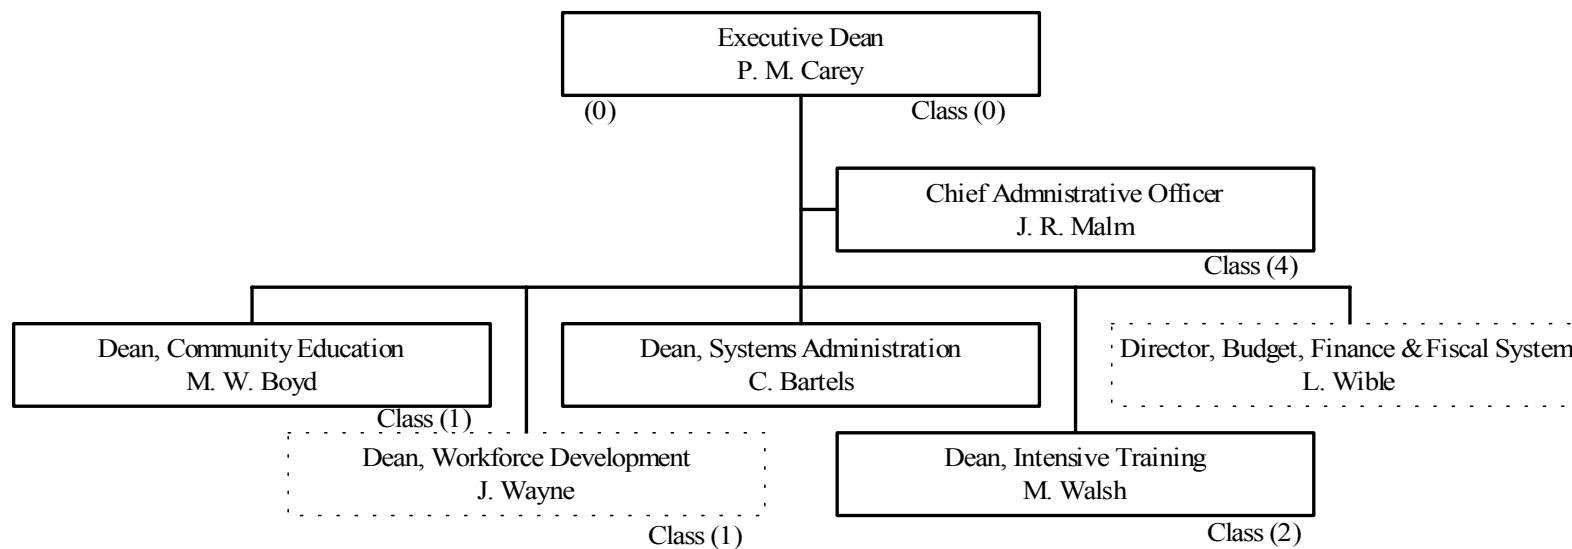 Executive Dean
P. M. Carey
(0)
Class (0)
Chief Admnistrative Officer
J. R. Malm
Class (4)
Dean, Community Education
M. W. Boyd
Class (1)
Dean, Systems Administration
C. Bartels
Director, Budget, Finance & Fiscal System
L. Wible
Dean, Workforce Development
J. Wayne
Class (1)
Dean, Intensive Training
M. Walsh
Class (2)